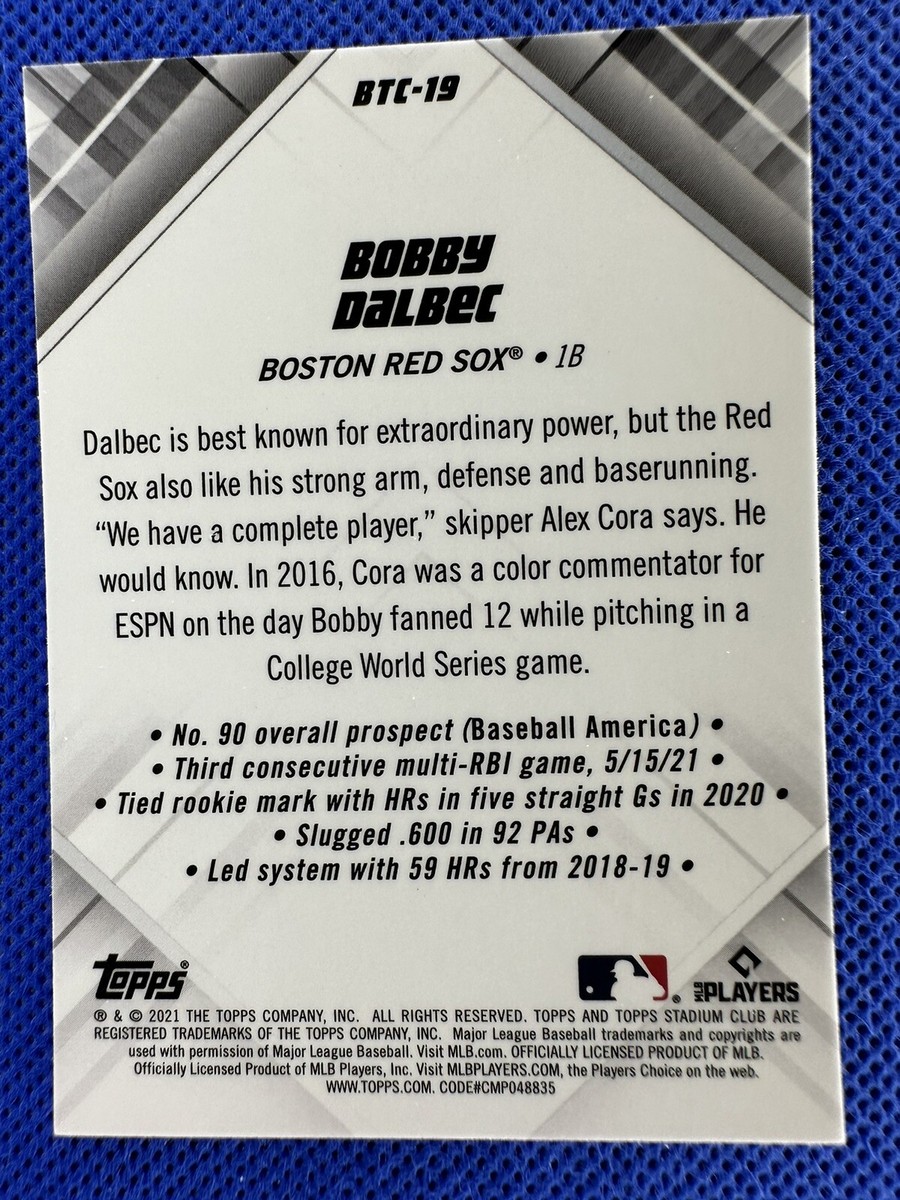 BTC-19
BOBBY
DALBEC
BOSTON RED SOX® • 1B
Dalbec is best known for extraordinary power, but the Red
Sox also like his strong arm, defense and baserunning.
“We have a complete player,” skipper Alex Cora says. He
would know. In 2016, Cora was a color commentator for
ESPN on the day Bobby fanned 12 while pitching in a
College World Series game.
• No. 90 overall prospect (Baseball America) •
• Third consecutive multi-RBI game, 5/15/21 •
• Tied rookie mark with HRs in five straight Gs in 2020 •
• Slugged .600 in 92 PAs •
• Led system with 59 HRs from 2018-19 •
TOPPS® ® MLB PLAYERS
® & © 2021 THE TOPPS COMPANY, INC. ALL RIGHTS RESERVED. TOPPS AND TOPPS STADIUM CLUB ARE
REGISTERED TRADEMARKS OF THE TOPPS COMPANY, INC. Major League Baseball trademarks and copyrights are
used with permission of Major League Baseball. Visit MLB.com. OFFICIALLY LICENSED PRODUCT OF MLB.
Officially Licensed Product of MLB Players, Inc. Visit MLBPLAYERS.COM, the Players Choice on the web.
WWW.TOPPS.COM. CODE#CMP048835